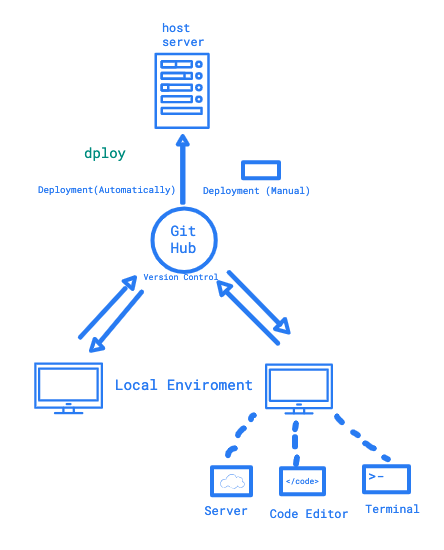 host
server
dploy
Deployment(Automatically)
Deployment (Manual)
Git
Hub
Version Control
Local Enviroment
</code>
>-
Server
Code Editor
Terminal